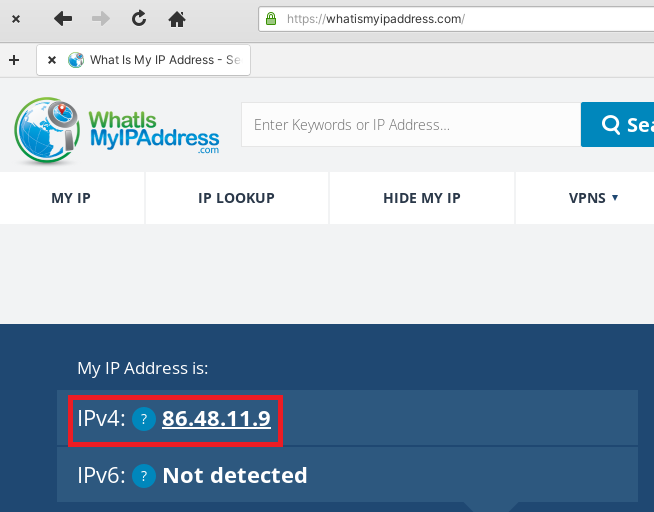 https://whatismyipaddress.com/
What Is My IP Address - Se
WhatIs
MyIPAddress
.com
Enter Keywords or IP Address...
Sea
MY IP
IP LOOKUP
HIDE MY IP
VPNS
My IP Address is:
IPv4: ? 86.48.11.9
IPv6: ? Not detected